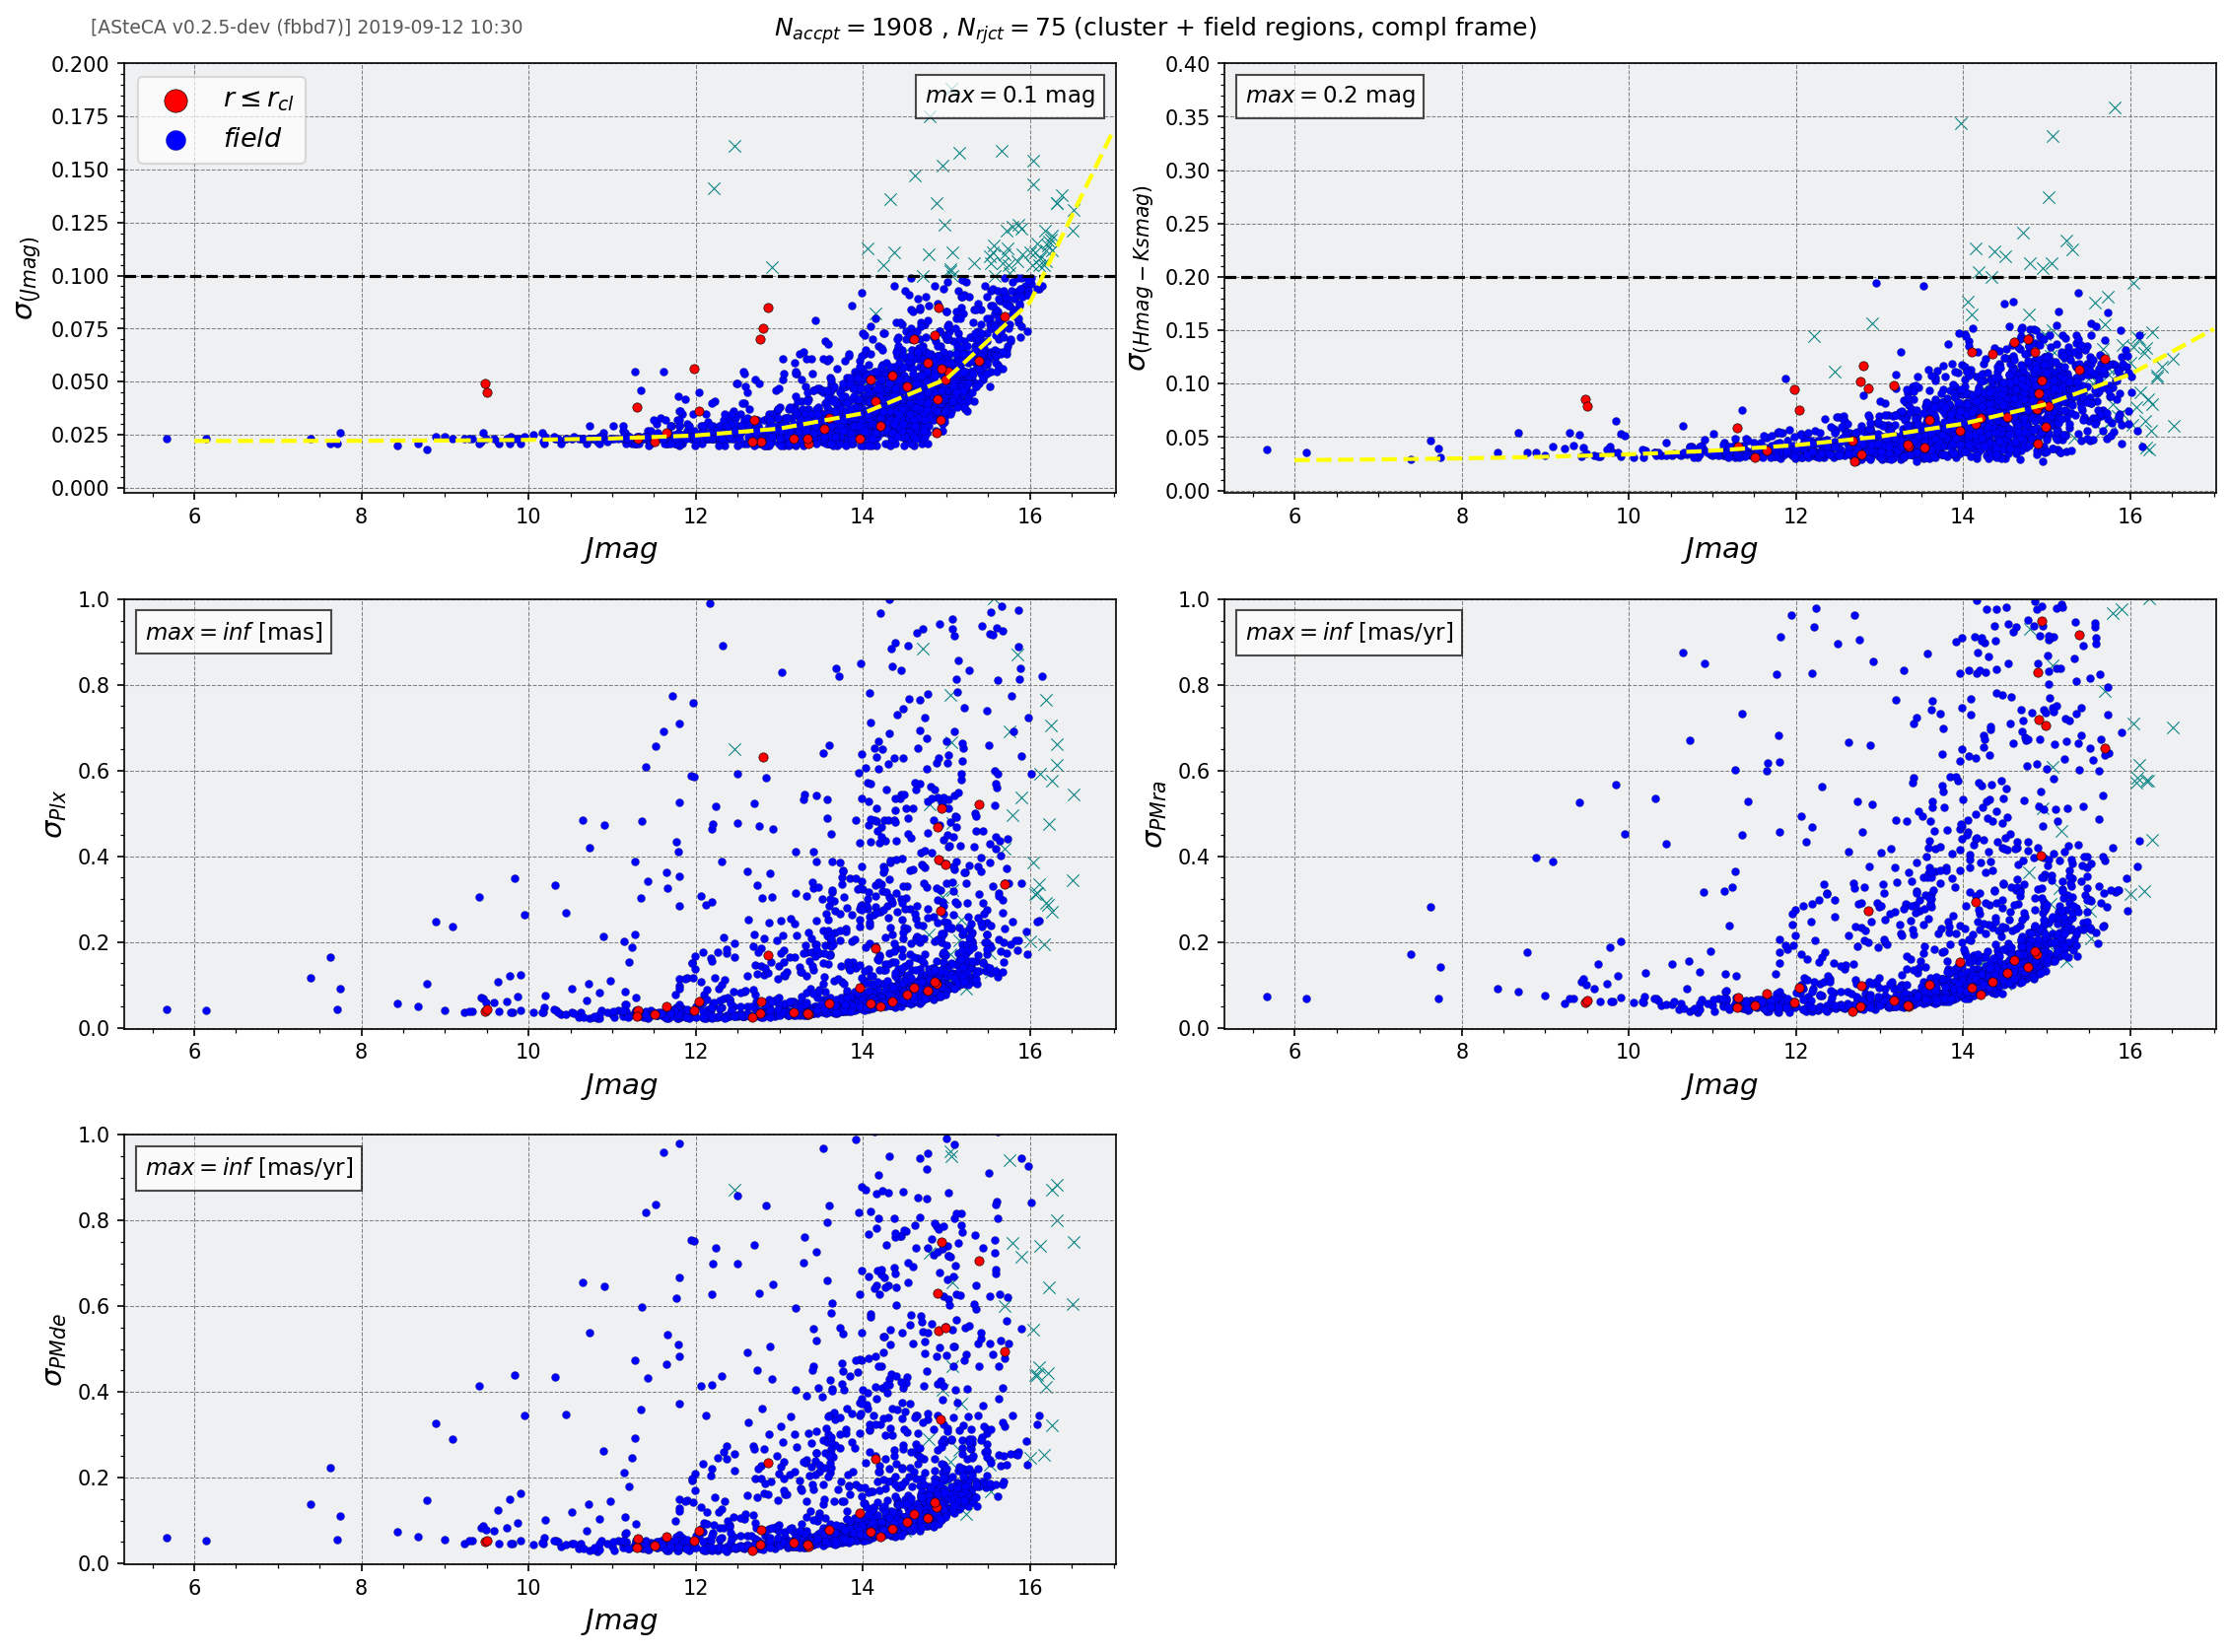 [ASteCA v0.2.5-dev (fbbd7)] 2019-09-12 10:30
N_accpt = 1908 , N_rjct = 75 (cluster + field regions, compl frame)
0.200
0.175
0.150
0.125
0.100
0.075
0.050
0.025
0.000
σ(Jmag)
r ≤ r_cl
field
max = 0.1 mag
6 8 10 12 14 16
Jmag
0.40
0.35
0.30
0.25
0.20
0.15
0.10
0.05
0.00
σ(Hmag − Ksmag)
max = 0.2 mag
6 8 10 12 14 16
Jmag
1.0
0.8
0.6
0.4
0.2
0.0
σPlx
max = inf [mas]
6 8 10 12 14 16
Jmag
1.0
0.8
0.6
0.4
0.2
0.0
σPMra
max = inf [mas/yr]
6 8 10 12 14 16
Jmag
1.0
0.8
0.6
0.4
0.2
0.0
σPMde
max = inf [mas/yr]
6 8 10 12 14 16
Jmag